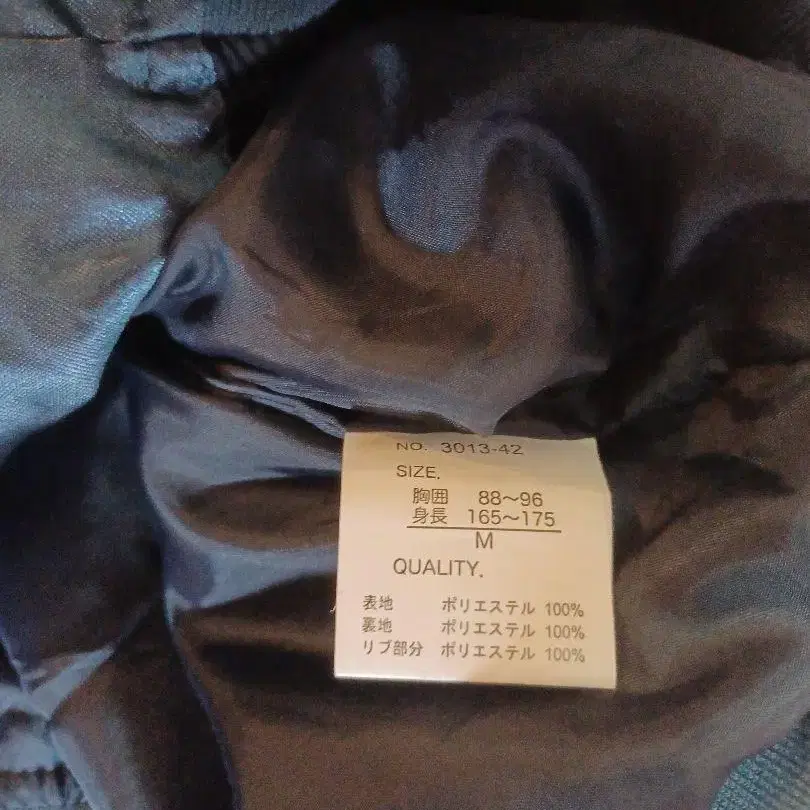 NO. 3013-42
SIZE.
胸囲 88〜96
身長 165〜175
M
QUALITY.
表地 ポリエステル 100%
裏地 ポリエステル 100%
リブ部分 ポリエステル 100%